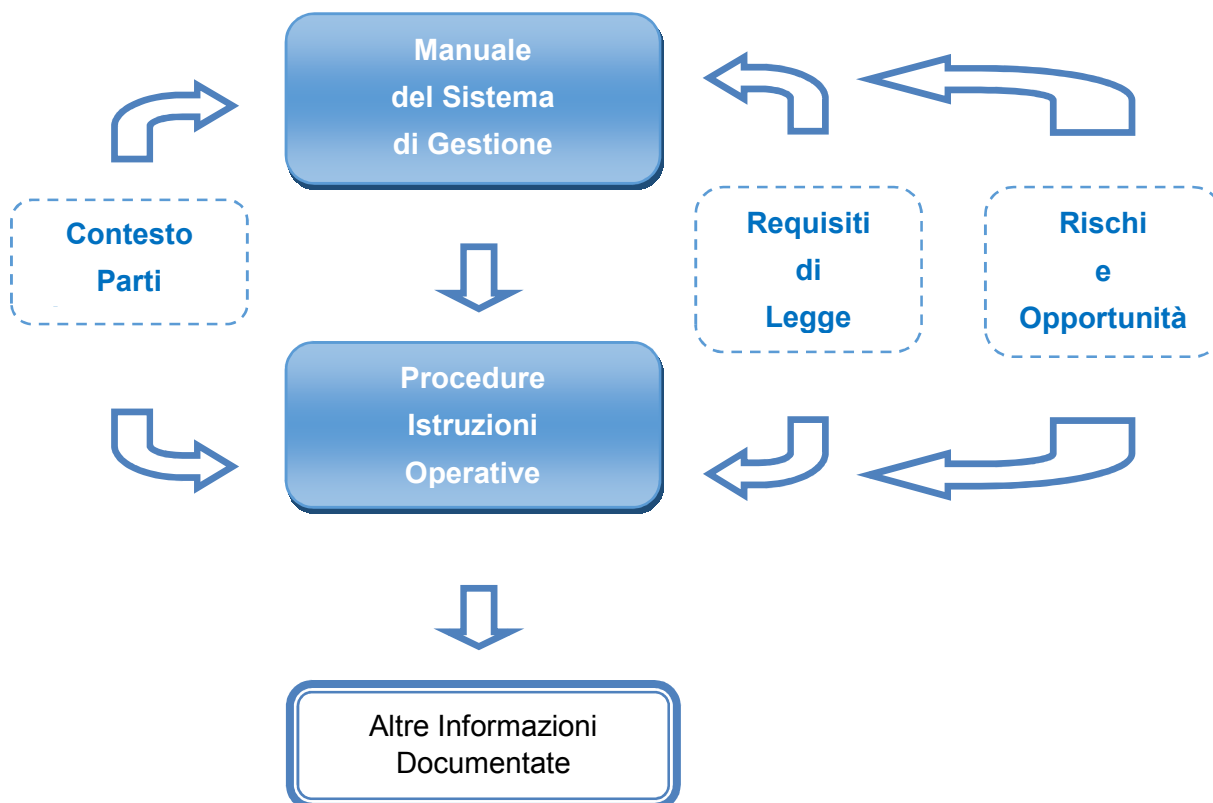 Manuale
del Sistema
di Gestione
Contesto
Parti
Requisiti
di
Legge
Rischi
e
Opportunità
Procedure
Istruzioni
Operative
Altre Informazioni
Documentate